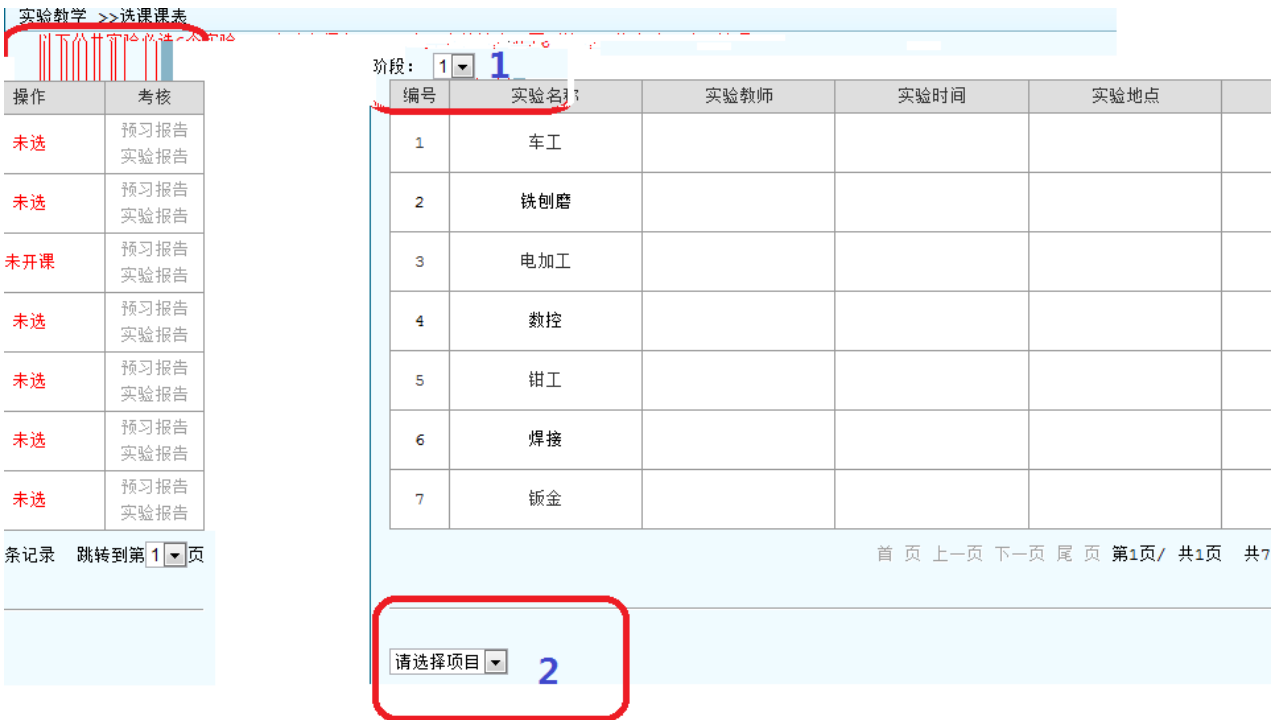 实验教学 >>选课课表
阶段： 1 1
操作 考核
编号 实验名称 实验教师 实验时间 实验地点
未选 预习报告
实验报告
1 车工
未选 预习报告
实验报告
2 铣刨磨
未开课 预习报告
实验报告
3 电加工
未选 预习报告
实验报告
4 数控
未选 预习报告
实验报告
5 钳工
未选 预习报告
实验报告
6 焊接
未选 预习报告
实验报告
7 钣金
条记录 跳转到第 1 页
首 页 上一页 下一页 尾 页 第1页/ 共1页 共7
请选择项目 2